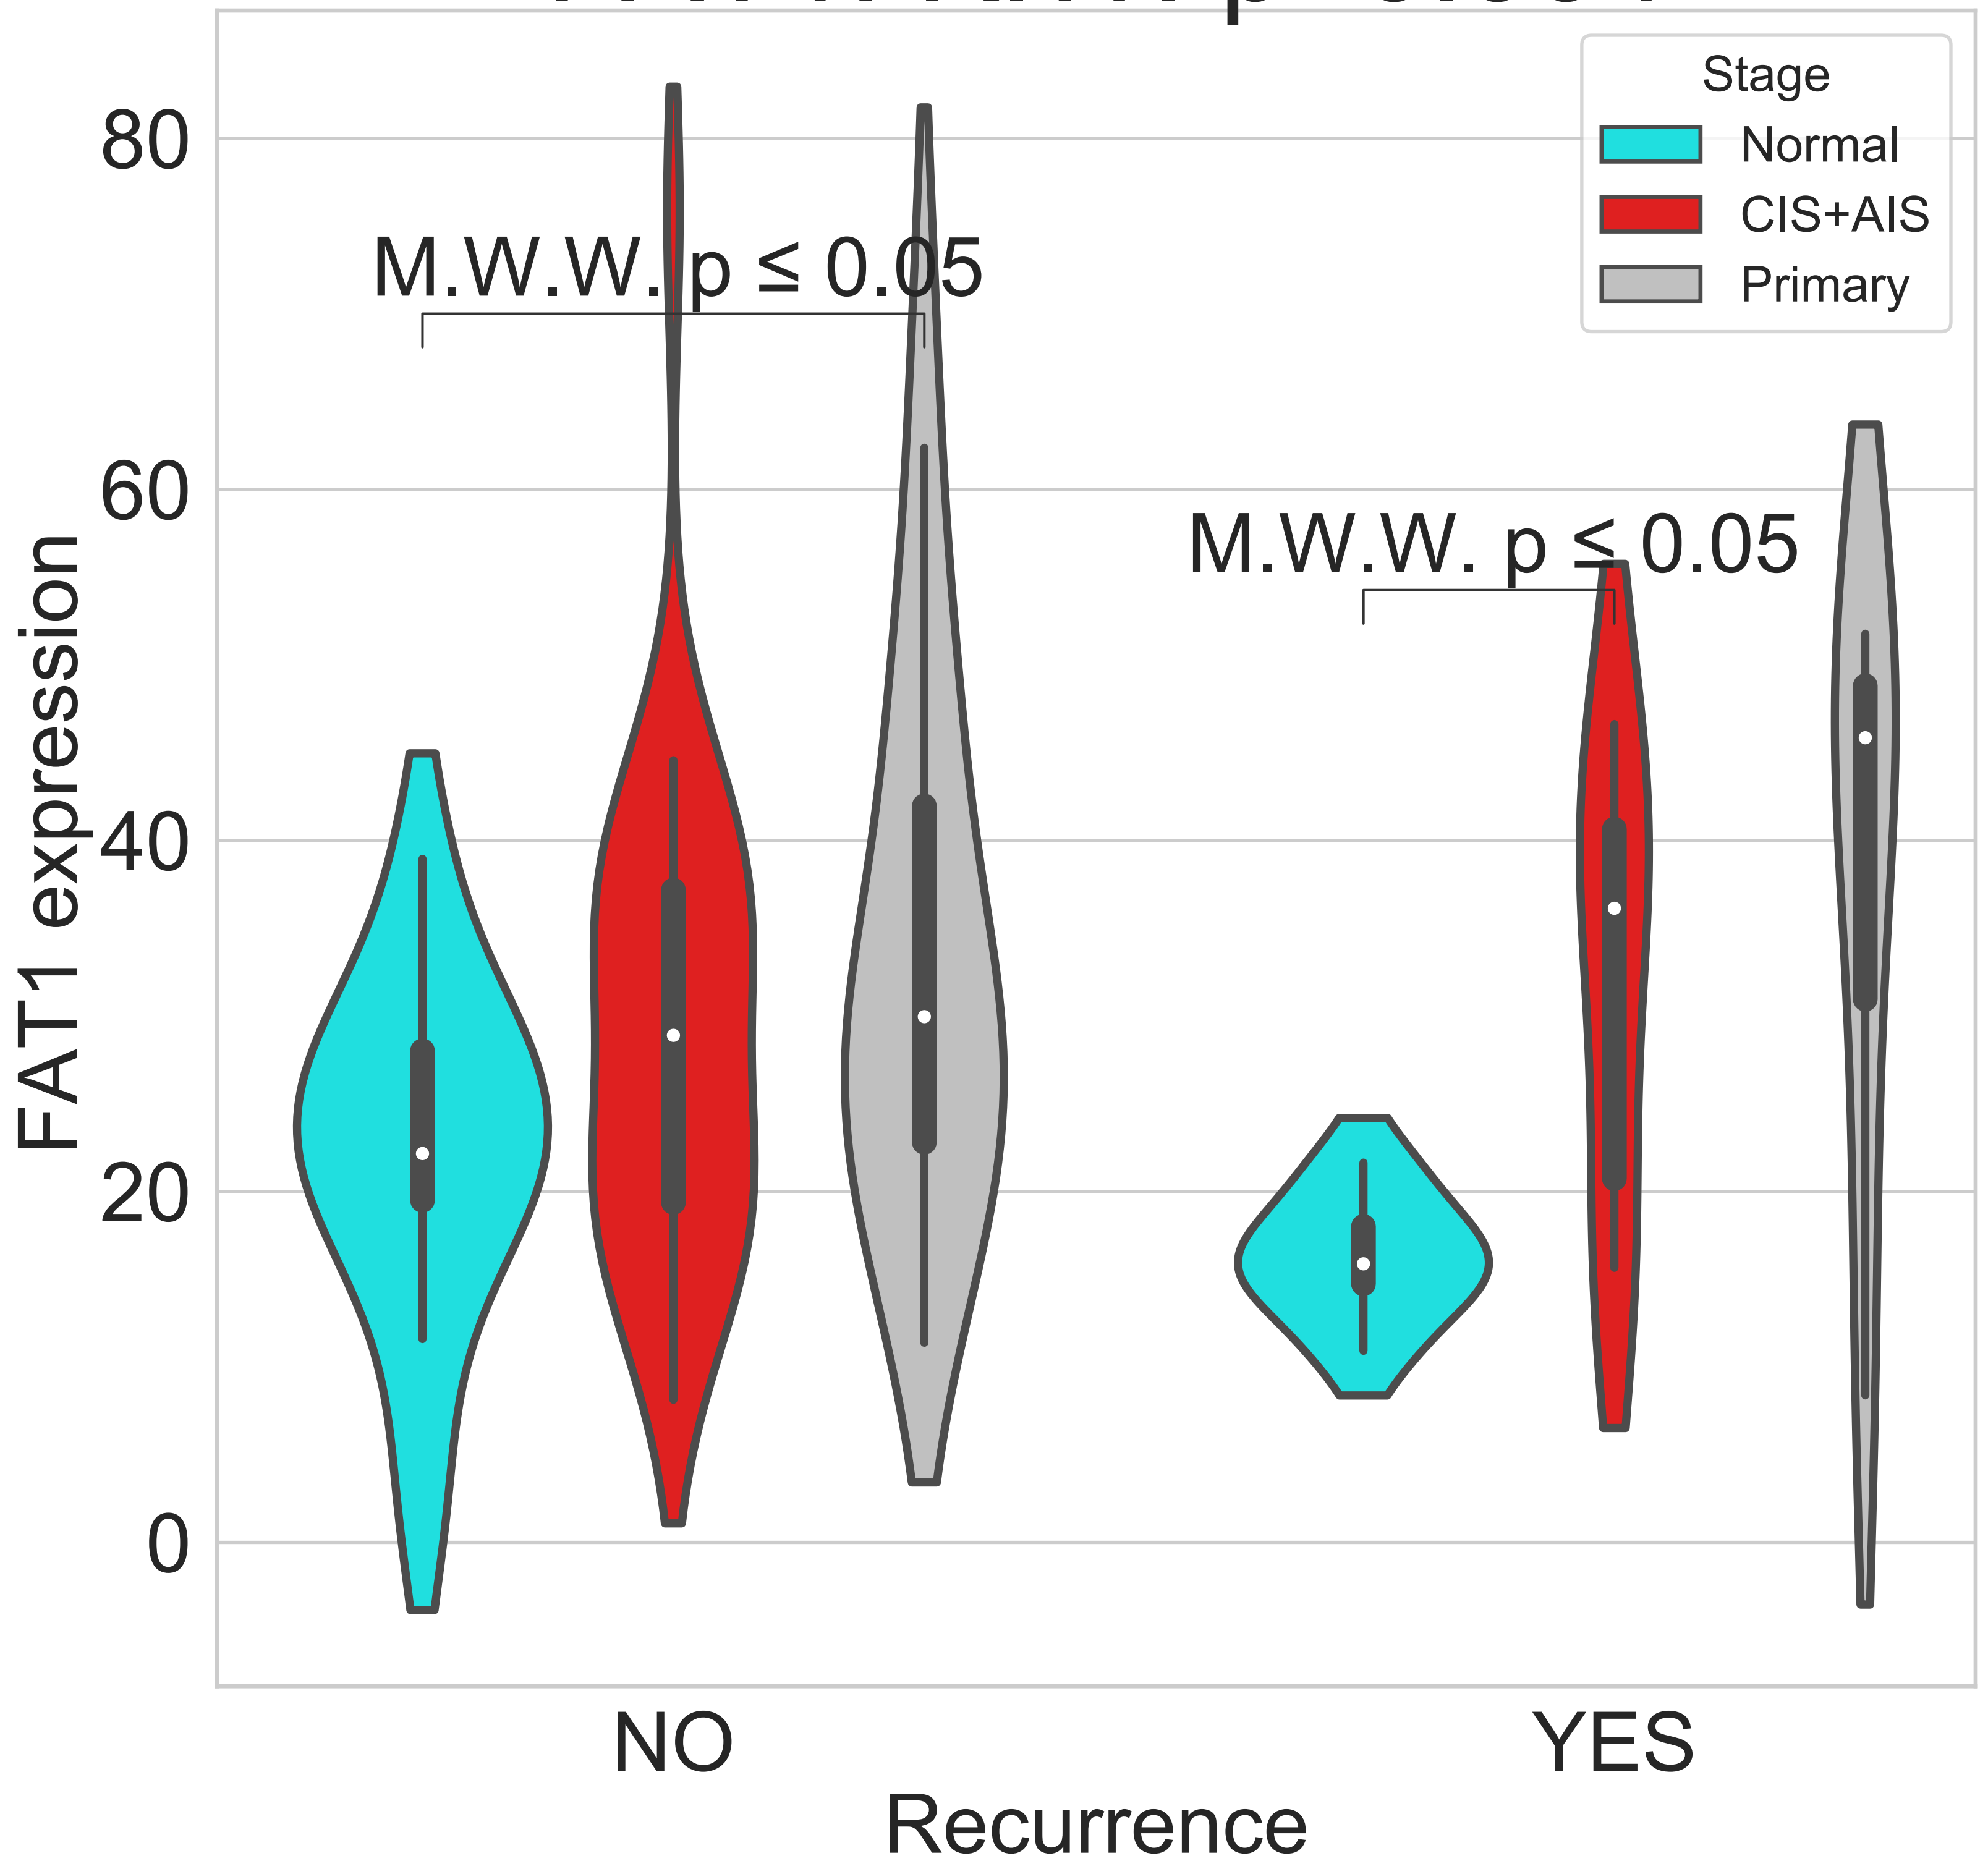 Stage
Normal
CIS+AIS
Primary
M.W.W. p ≤ 0.05
M.W.W. p ≤ 0.05
80
60
40
20
0
FAT1 expression
NO
YES
Recurrence